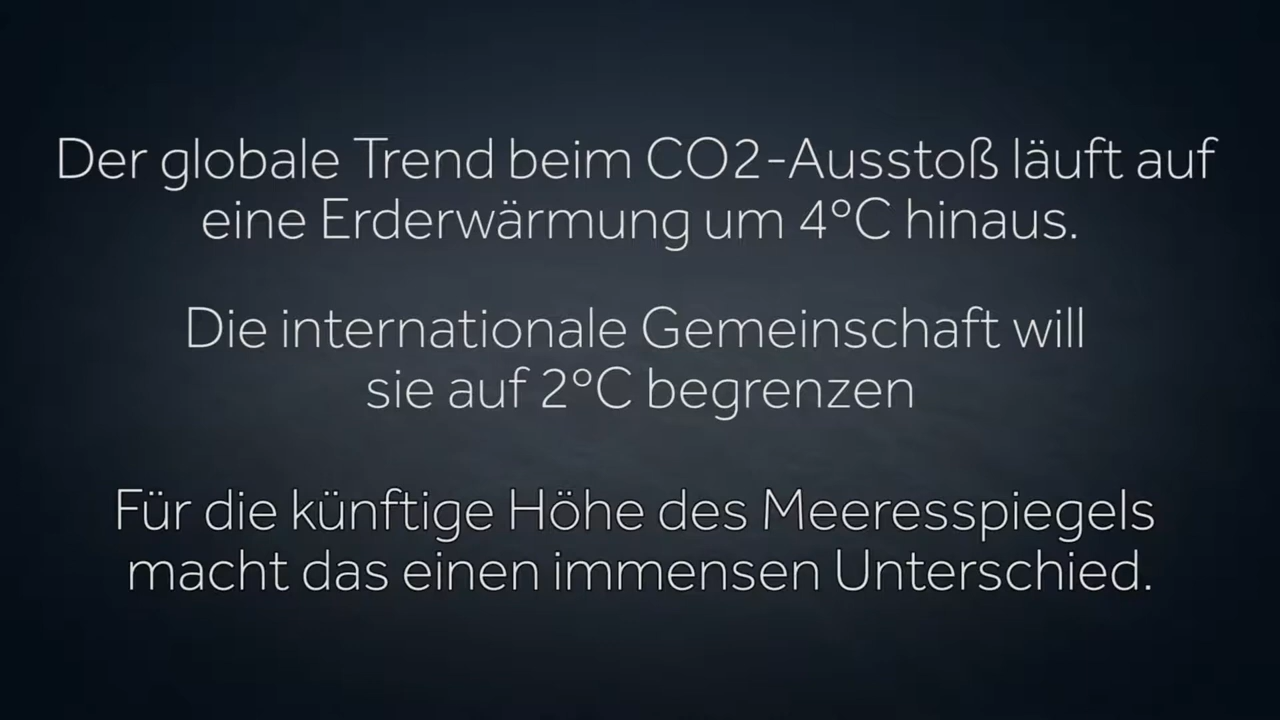 Der globale Trend beim CO2-Ausstoß läuft auf
eine Erderwärmung um 4°C hinaus.
Die internationale Gemeinschaft will
sie auf 2°C begrenzen
Für die künftige Höhe des Meeresspiegels
macht das einen immensen Unterschied.